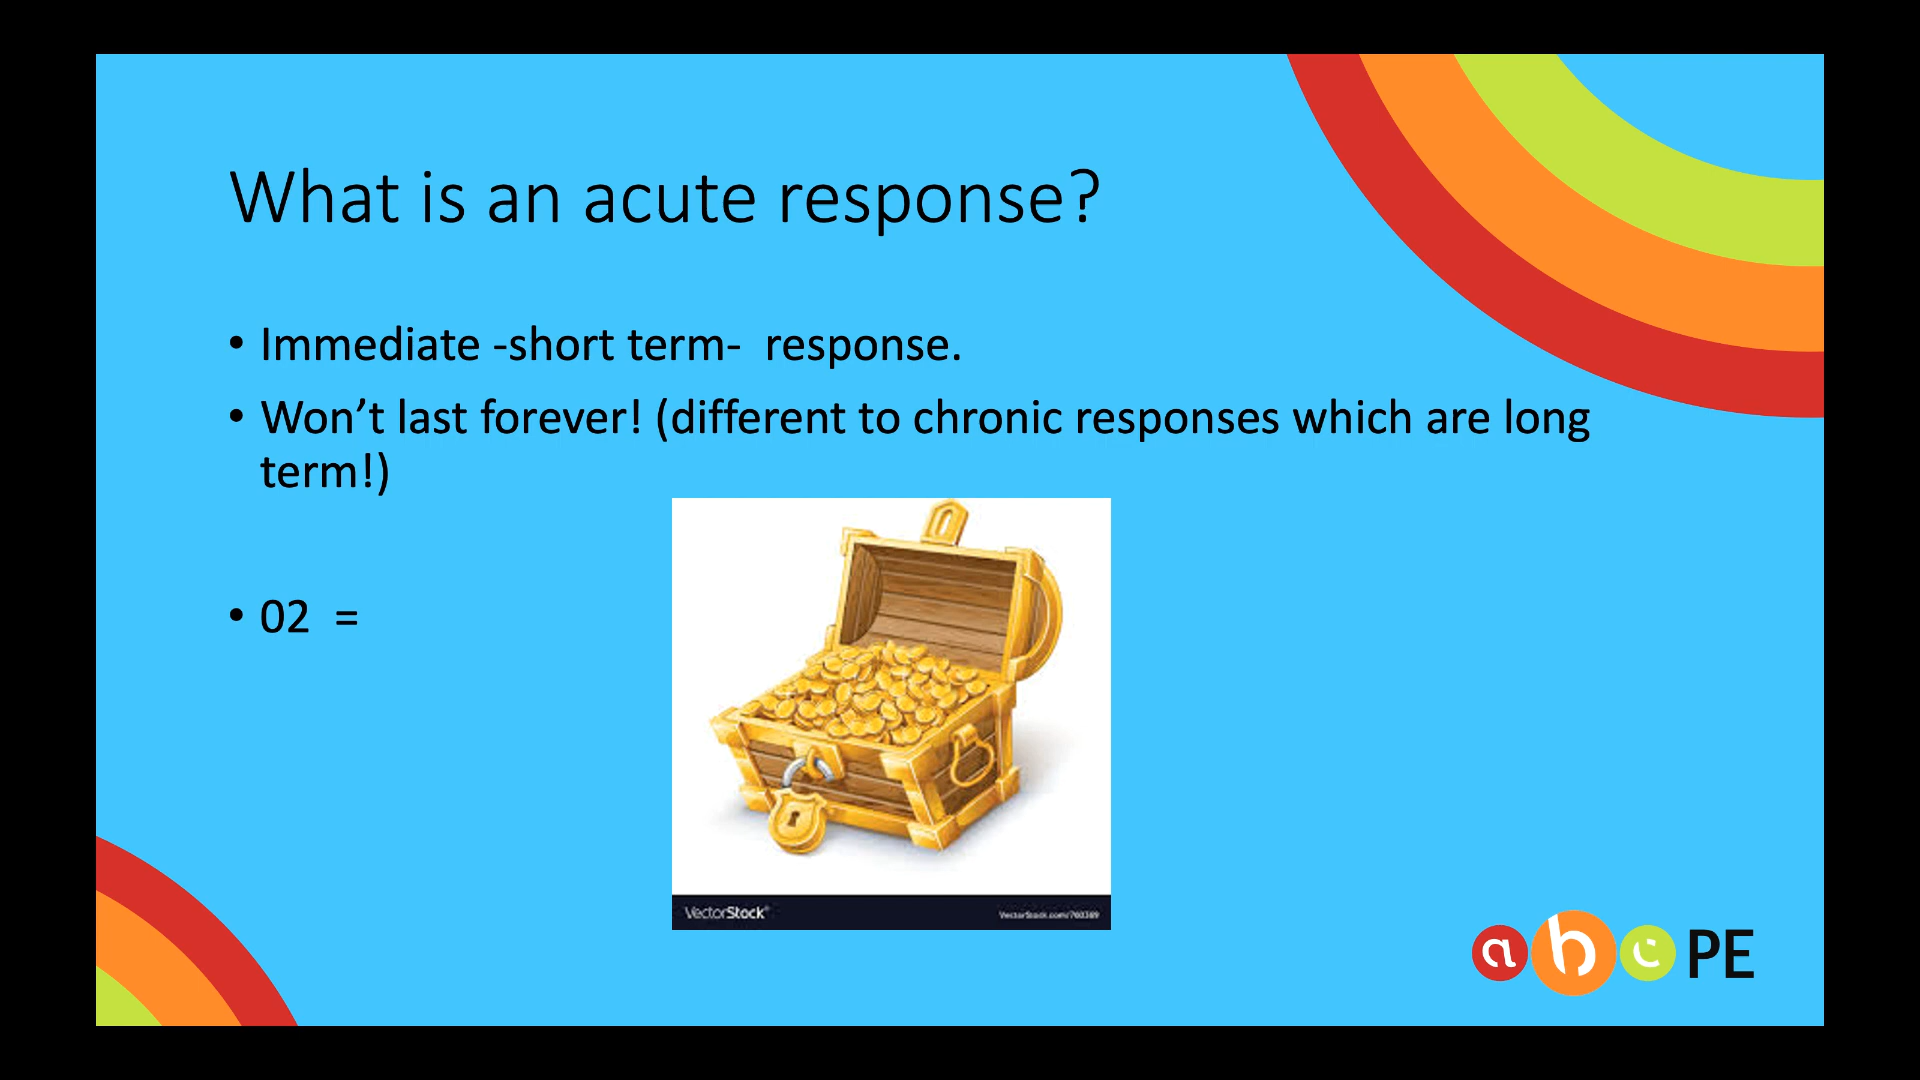 What is an acute response?
• Immediate -short term-  response.
• Won’t last forever! (different to chronic responses which are long
term!)
• 02  =
VectorStock®
VectorStock.com/760369
abc PE